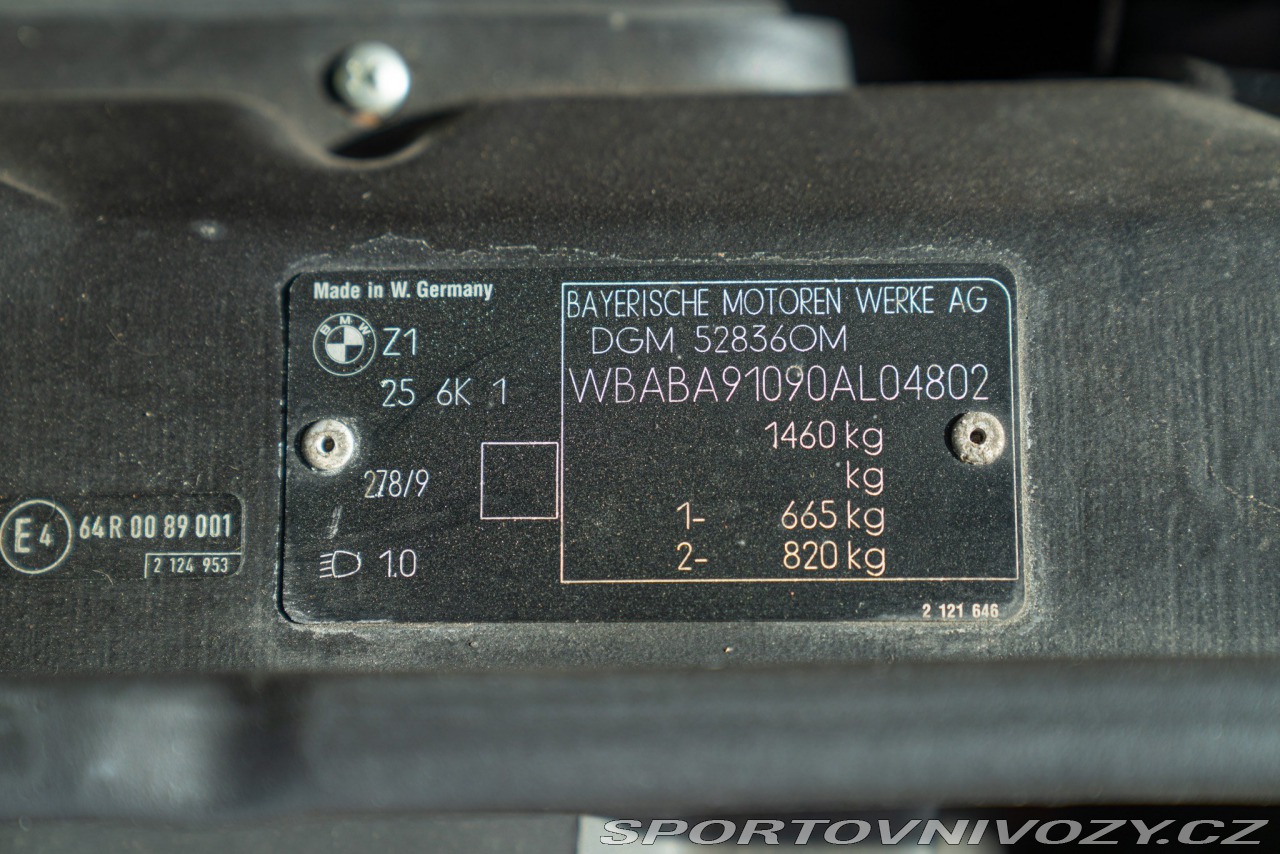 Made in W. Germany
BMW
Z1
25 6K 1
278/9
1.0
BAYERISCHE MOTOREN WERKE AG
DGM 528360M
WBABA91090AL04802
1460 kg
kg
1- 665 kg
2- 820 kg
2 121 646
E4
64R 00 89 001
2 124 953
SPORTOVNIVOZY.CZ